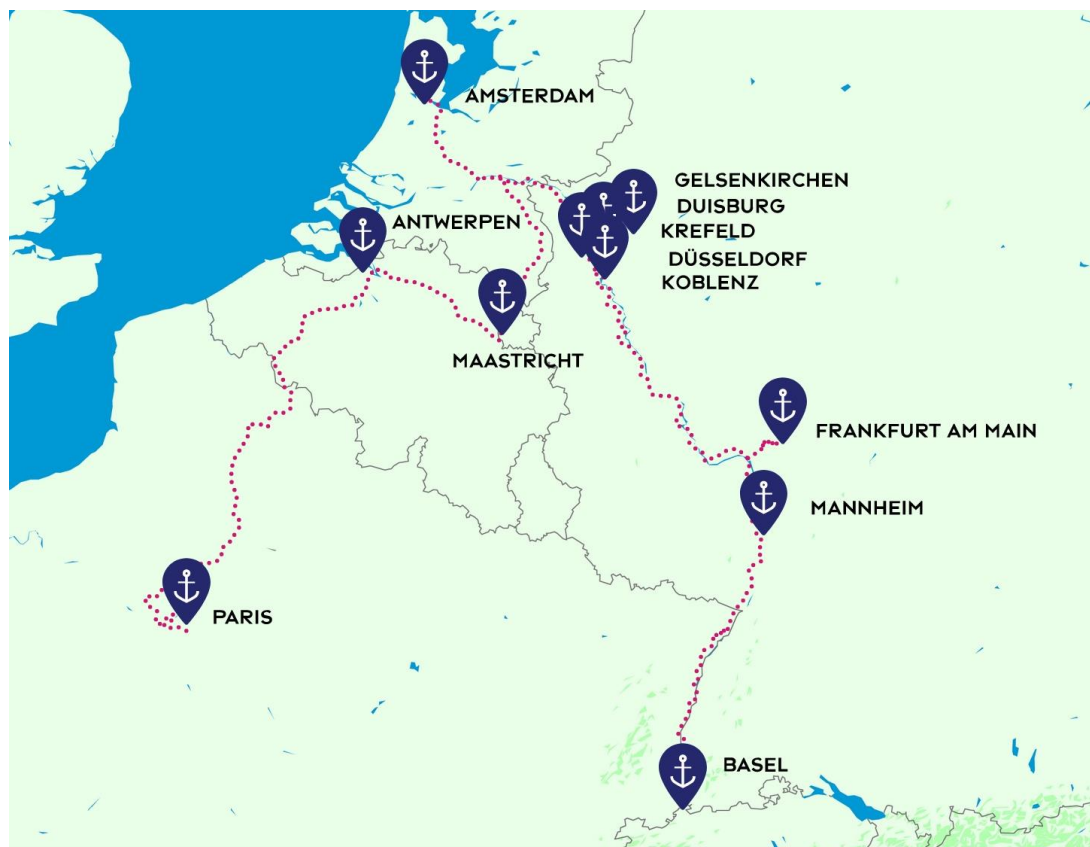 AMSTERDAM
GELSENKIRCHEN
DUISBURG
ANTWERPEN
KREFELD
DÜSSELDORF
KOBLENZ
MAASTRICHT
FRANKFURT AM MAIN
MANNHEIM
PARIS
BASEL